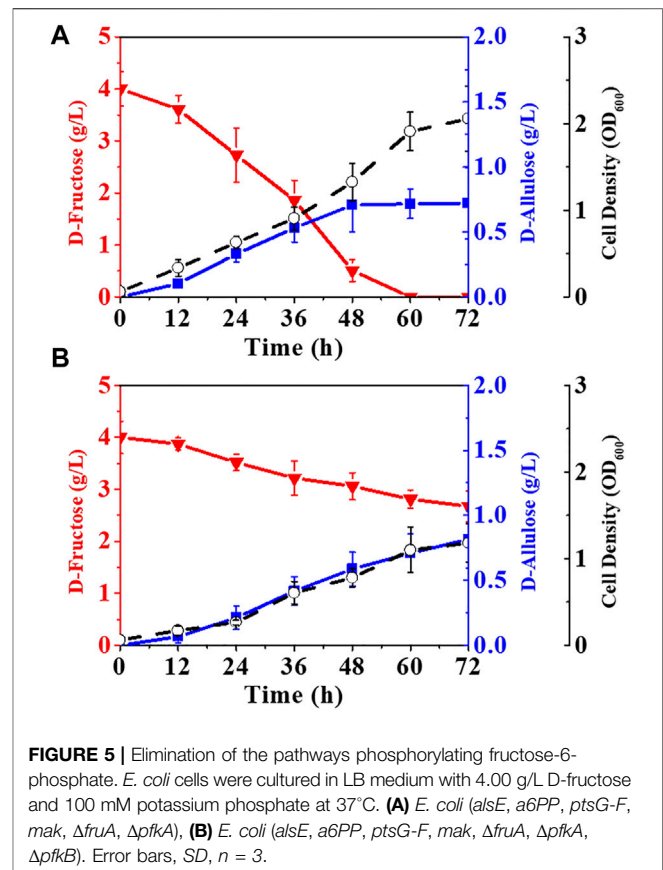 A
5
4
3
2
1
0
D-Fructose (g/L)
2.0
1.5
1.0
0.5
0.0
D-Allulose (g/L)
3
2
1
0
Cell Density (OD600)
0 12 24 36 48 60 72
Time (h)
B
5
4
3
2
1
0
D-Fructose (g/L)
2.0
1.5
1.0
0.5
0.0
D-Allulose (g/L)
3
2
1
0
Cell Density (OD600)
0 12 24 36 48 60 72
Time (h)
FIGURE 5 | Elimination of the pathways phosphorylating fructose-6-
phosphate. E. coli cells were cultured in LB medium with 4.00 g/L D-fructose
and 100 mM potassium phosphate at 37°C. (A) E. coli (alsE, a6PP, ptsG-F,
mak, ΔfruA, ΔpfkA), (B) E. coli (alsE, a6PP, ptsG-F, mak, ΔfruA, ΔpfkA,
ΔpfkB). Error bars, SD, n = 3.